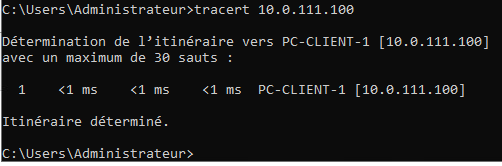 C:\Users\Administrateur>tracert 10.0.111.100
Détermination de l’itinéraire vers PC-CLIENT-1 [10.0.111.100]
avec un maximum de 30 sauts :
1    <1 ms    <1 ms    <1 ms  PC-CLIENT-1 [10.0.111.100]
Itinéraire déterminé.
C:\Users\Administrateur>